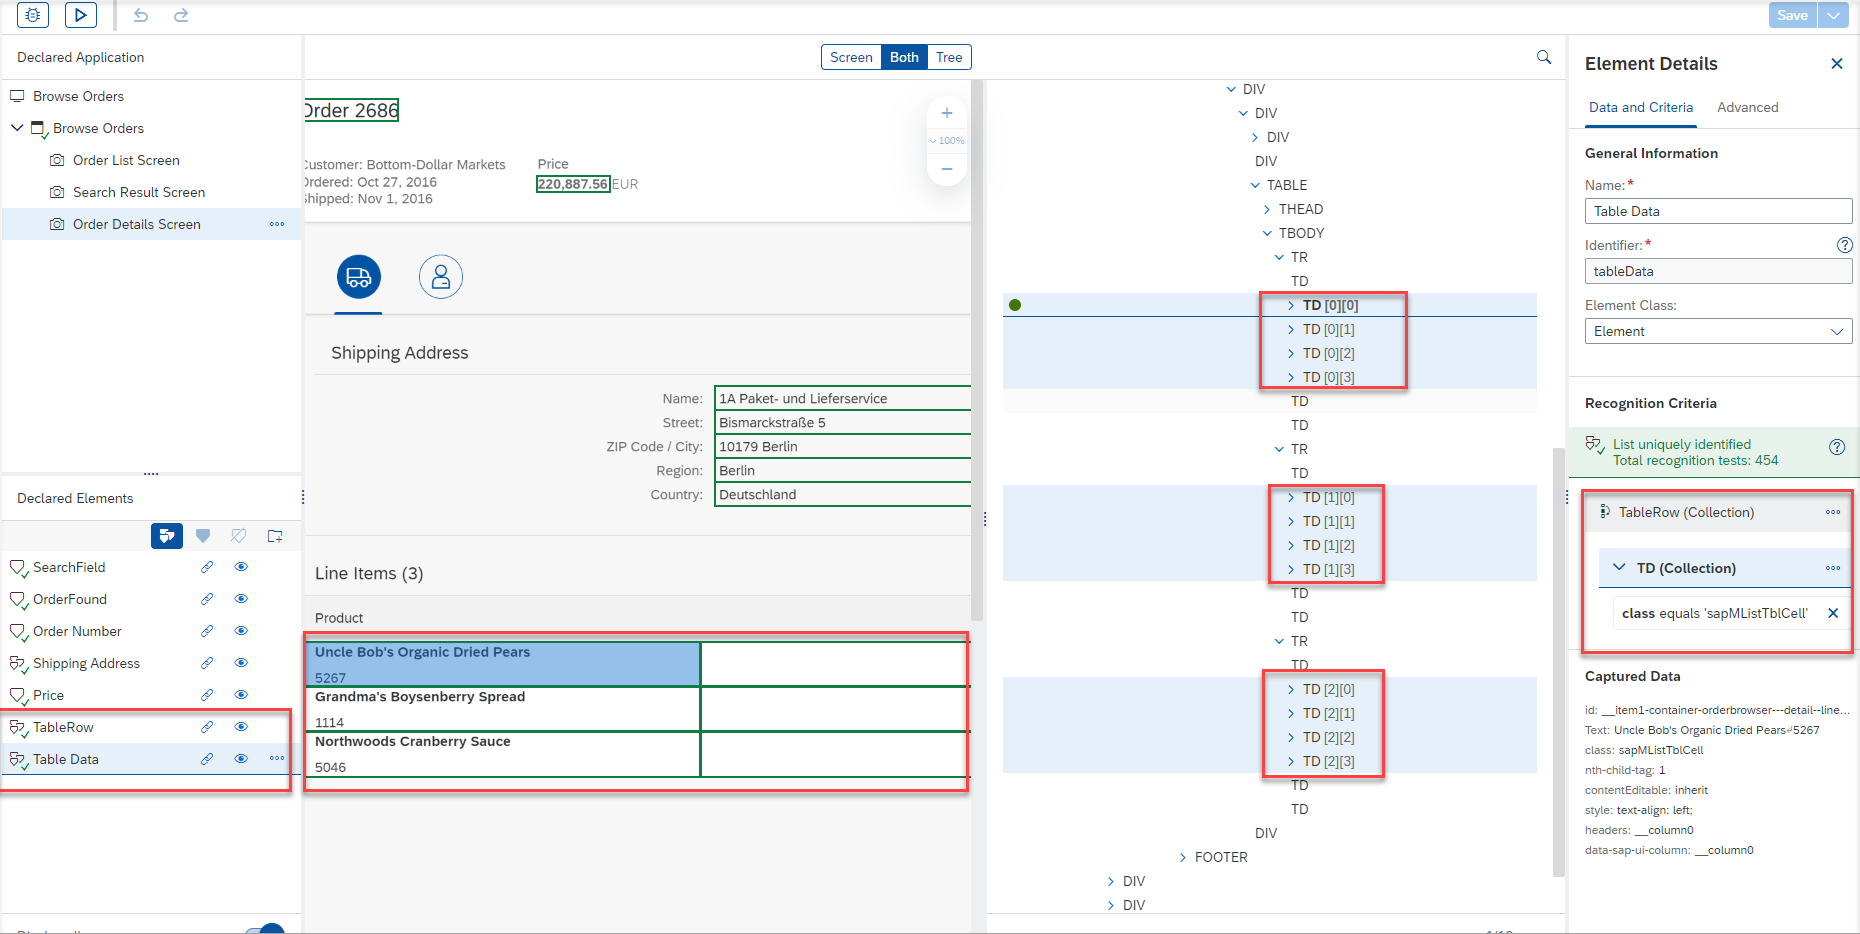 Save
Declared Application
Browse Orders
Browse Orders
Order List Screen
Search Result Screen
Order Details Screen
Declared Elements
SearchField
OrderFound
Order Number
Shipping Address
Price
TableRow
Table Data
Screen Both Tree
Order 2686
100%
Customer: Bottom-Dollar Markets
Ordered: Oct 27, 2016
Shipped: Nov 1, 2016
Price
220,887.56 EUR
Shipping Address
Name: 1A Paket- und Lieferservice
Street: Bismarckstraße 5
ZIP Code / City: 10179 Berlin
Region: Berlin
Country: Deutschland
Line Items (3)
Product
Uncle Bob's Organic Dried Pears
5267
Grandma's Boysenberry Spread
1114
Northwoods Cranberry Sauce
5046
DIV
DIV
DIV
DIV
TABLE
THEAD
TBODY
TR
TD
TD [0][0]
TD [0][1]
TD [0][2]
TD [0][3]
TD
TD
TR
TD
TD [1][0]
TD [1][1]
TD [1][2]
TD [1][3]
TD
TD
TR
TD
TD [2][0]
TD [2][1]
TD [2][2]
TD [2][3]
TD
TD
DIV
FOOTER
DIV
DIV
Element Details
Data and Criteria Advanced
General Information
Name: *
Table Data
Identifier: *
tableData
Element Class:
Element
Recognition Criteria
List uniquely identified
Total recognition tests: 454
TableRow (Collection)
TD (Collection)
class equals 'sapMListTblCell'
Captured Data
id: __item1-container-orderbrowser---detail--line...
Text: Uncle Bob's Organic Dried Pears↵5267
class: sapMListTblCell
nth-child-tag: 1
contentEditable: inherit
style: text-align: left;
headers: __column0
data-sap-ui-column: __column0